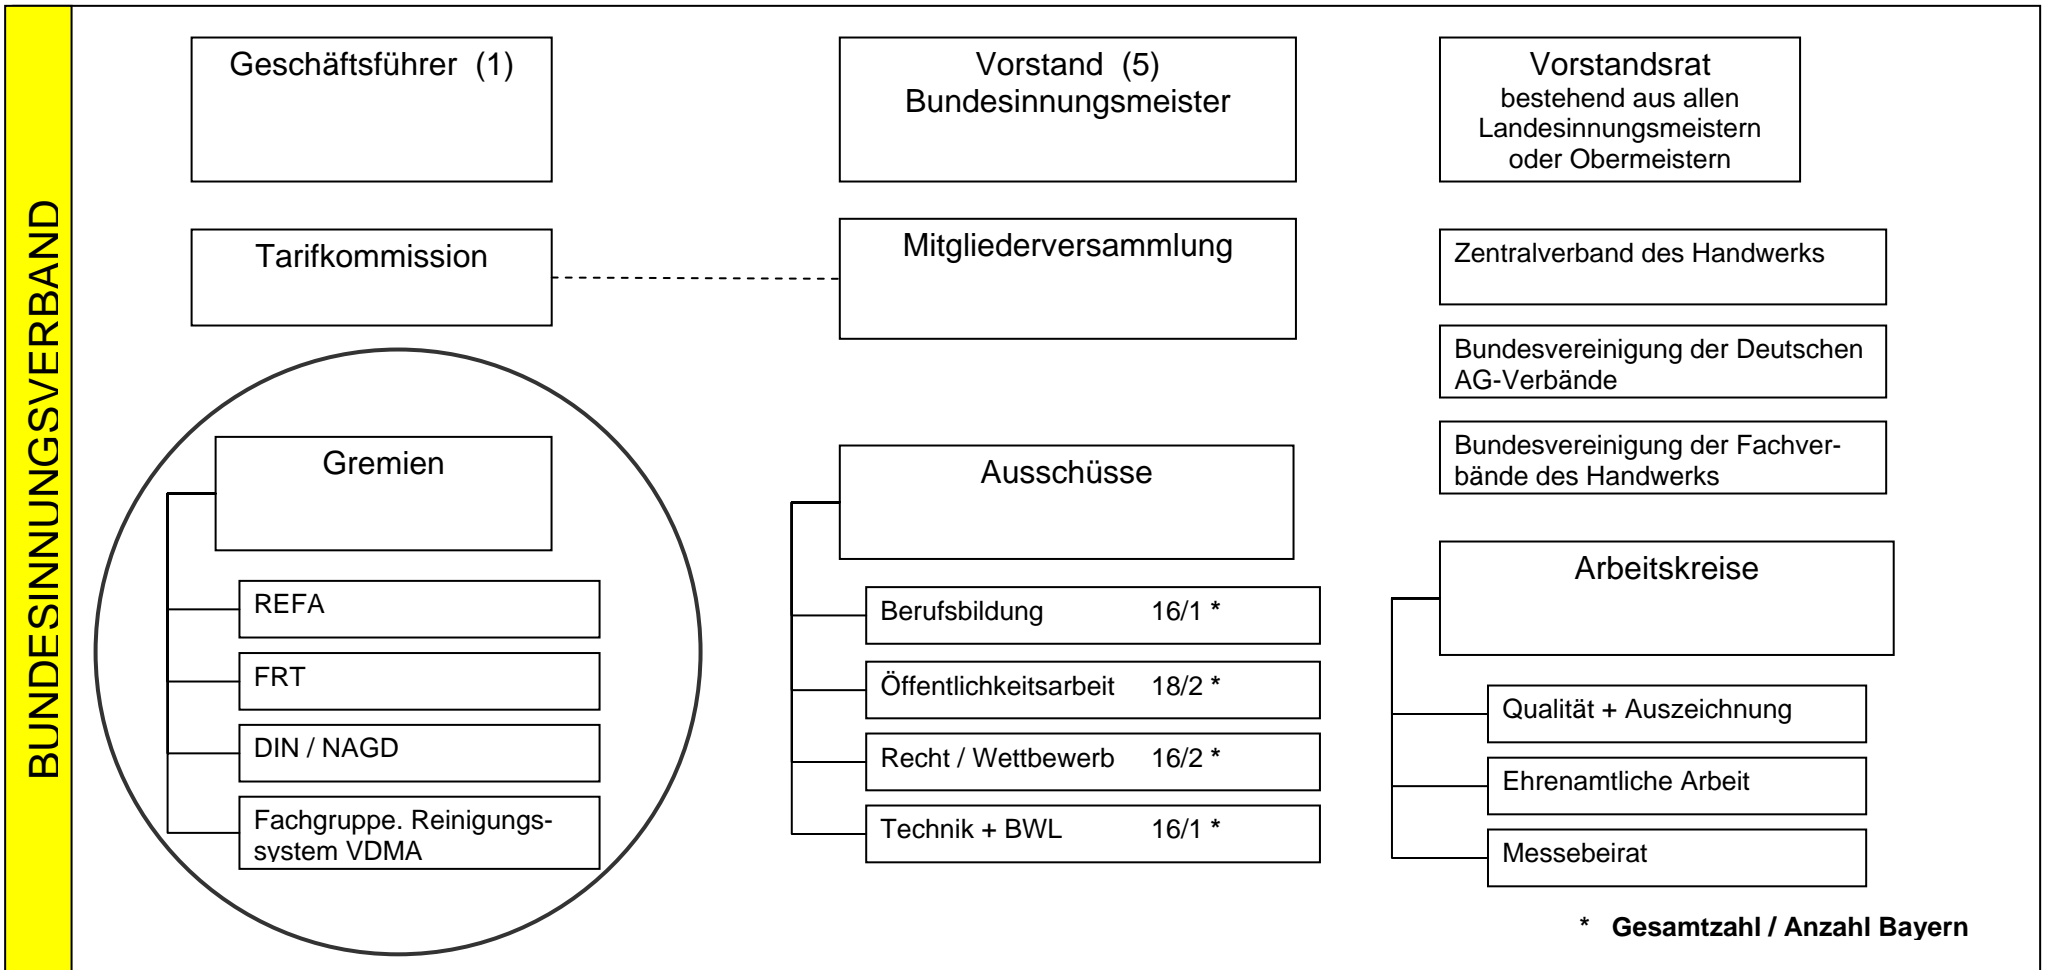 BUNDESINNUNGSVERBAND
Geschäftsführer (1)
Vorstand (5)
Bundesinnungsmeister
Vorstandsrat
bestehend aus allen
Landesinnungsmeistern
oder Obermeistern
Tarifkommission
Mitgliederversammlung
Zentralverband des Handwerks
Bundesvereinigung der Deutschen
AG-Verbände
Bundesvereinigung der Fachver-
bände des Handwerks
Gremien
REFA
FRT
DIN / NAGD
Fachgruppe. Reinigungs-
system VDMA
Ausschüsse
Berufsbildung 16/1 *
Öffentlichkeitsarbeit 18/2 *
Recht / Wettbewerb 16/2 *
Technik + BWL 16/1 *
Arbeitskreise
Qualität + Auszeichnung
Ehrenamtliche Arbeit
Messebeirat
* Gesamtzahl / Anzahl Bayern